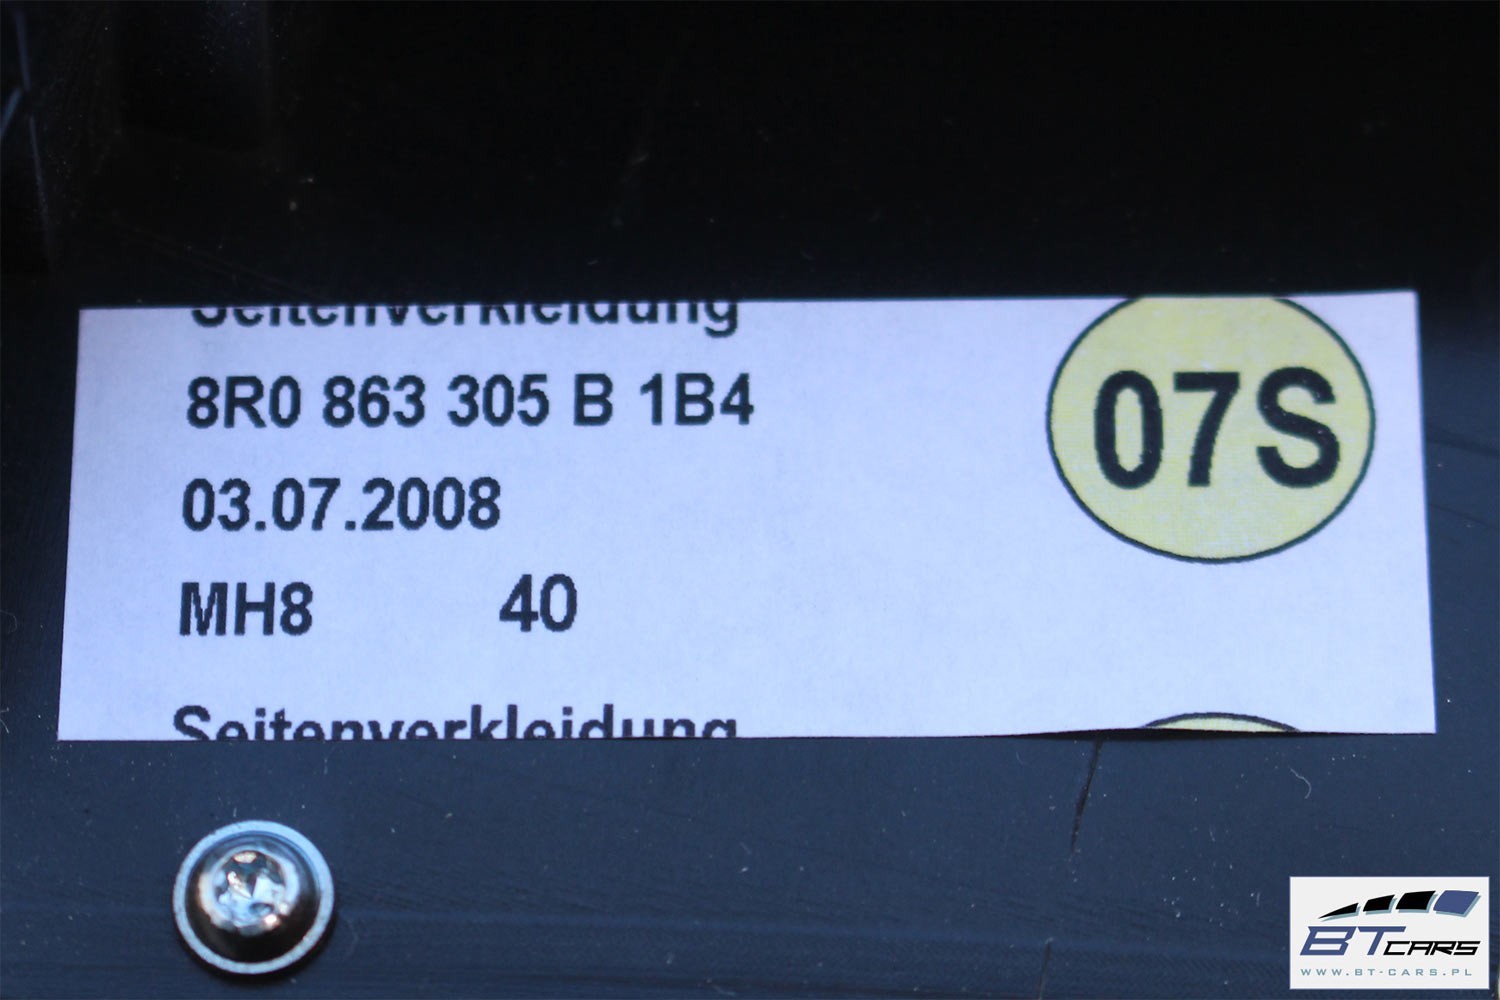 Seitenverkleidung
8R0 863 305 B 1B4
07S
03.07.2008
MH8 40
Seitenverkleidung
BT CARS
WWW.BT-CARS.PL